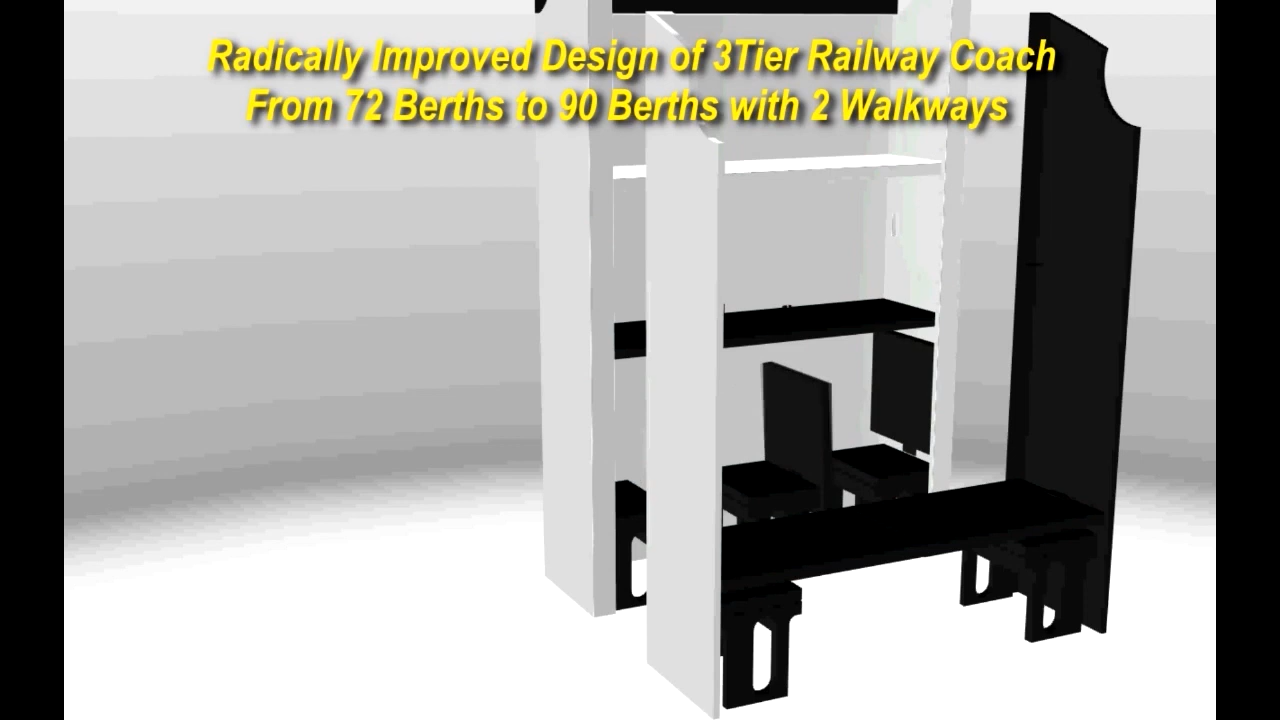 Radically Improved Design of 3Tier Railway Coach
From 72 Berths to 90 Berths with 2 Walkways